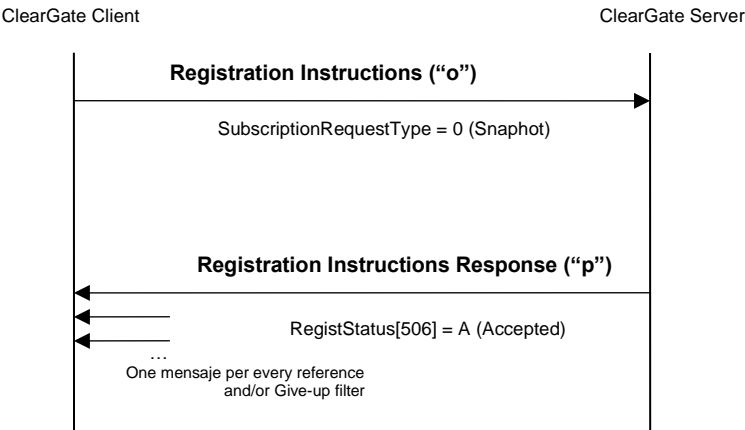 ClearGate Client
ClearGate Server
Registration Instructions (“o”)
SubscriptionRequestType = 0 (Snaphot)
Registration Instructions Response (“p”)
RegistStatus[506] = A (Accepted)
…
One mensaje per every reference
and/or Give-up filter